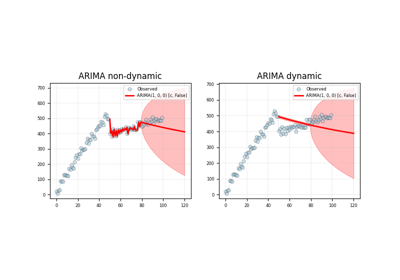 ARIMA non-dynamic
Observed
ARIMA(1, 0, 0) [c, False]
700
600
500
400
300
200
100
0
0 20 40 60 80 100 120
ARIMA dynamic
Observed
ARIMA(1, 0, 0) [c, False]
700
600
500
400
300
200
100
0
0 20 40 60 80 100 120